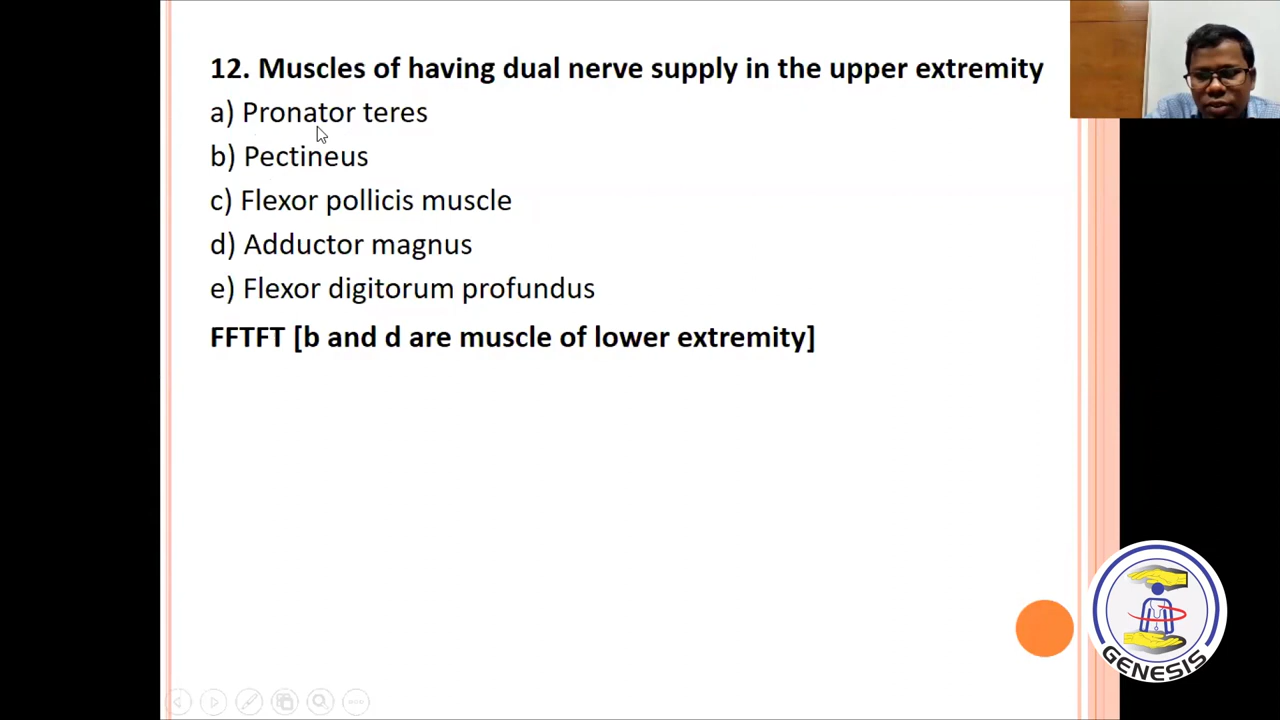 12. Muscles of having dual nerve supply in the upper extremity
a) Pronator teres
b) Pectineus
c) Flexor pollicis muscle
d) Adductor magnus
e) Flexor digitorum profundus
FFTFT [b and d are muscle of lower extremity]
GENESIS